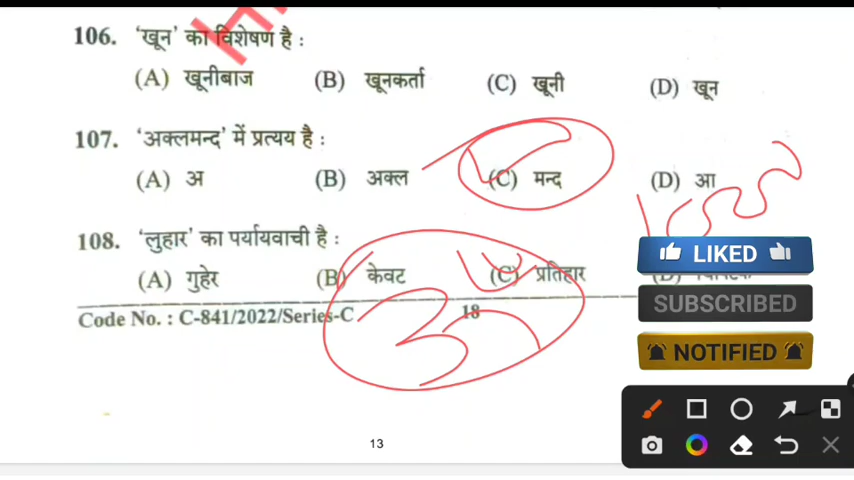 106. 'खून' का विशेषण है :
(A) खूनीबाज (B) खूनकर्ता (C) खूनी (D) खून
107. 'अक्लमन्द' में प्रत्यय है :
(A) अ (B) अक्ल (C) मन्द (D) आ
108. 'लुहार' का पर्यायवाची है :
(A) गुहेर (B) केवट (C) प्रतिहार (D)
Code No. : C-841/2022/Series-C 18
13
LIKED
SUBSCRIBED
NOTIFIED